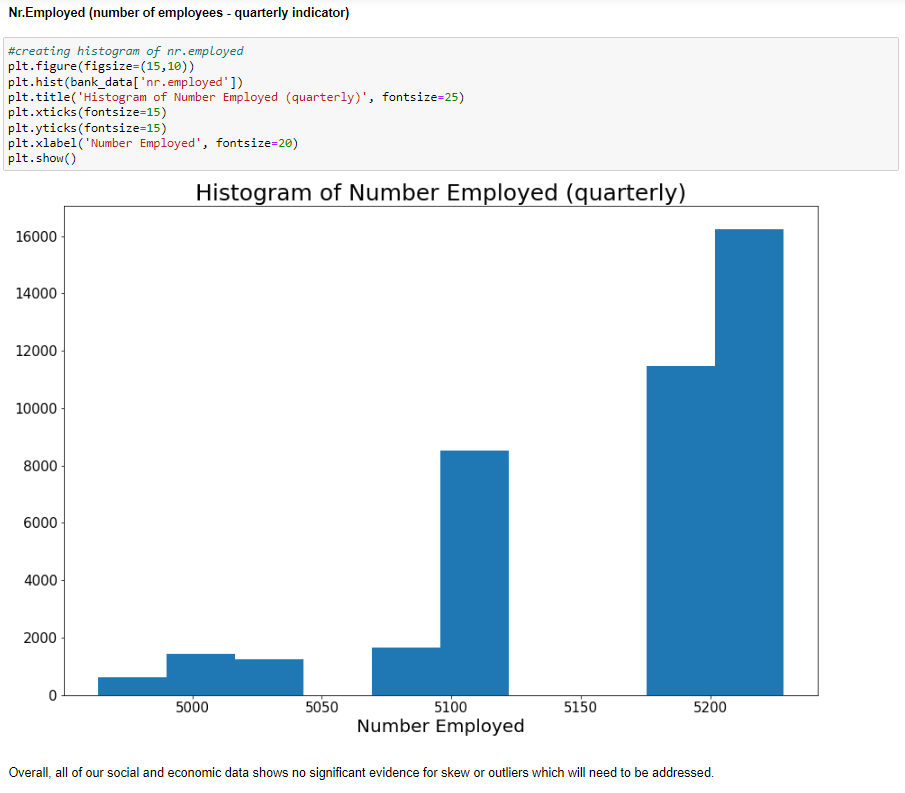 Nr.Employed (number of employees - quarterly indicator)
#creating histogram of nr.employed
plt.figure(figsize=(15,10))
plt.hist(bank_data['nr.employed'])
plt.title('Histogram of Number Employed (quarterly)', fontsize=25)
plt.xticks(fontsize=15)
plt.yticks(fontsize=15)
plt.xlabel('Number Employed', fontsize=20)
plt.show()
Histogram of Number Employed (quarterly)
16000
14000
12000
10000
8000
6000
4000
2000
0
5000 5050 5100 5150 5200
Number Employed
Overall, all of our social and economic data shows no significant evidence for skew or outliers which will need to be addressed.